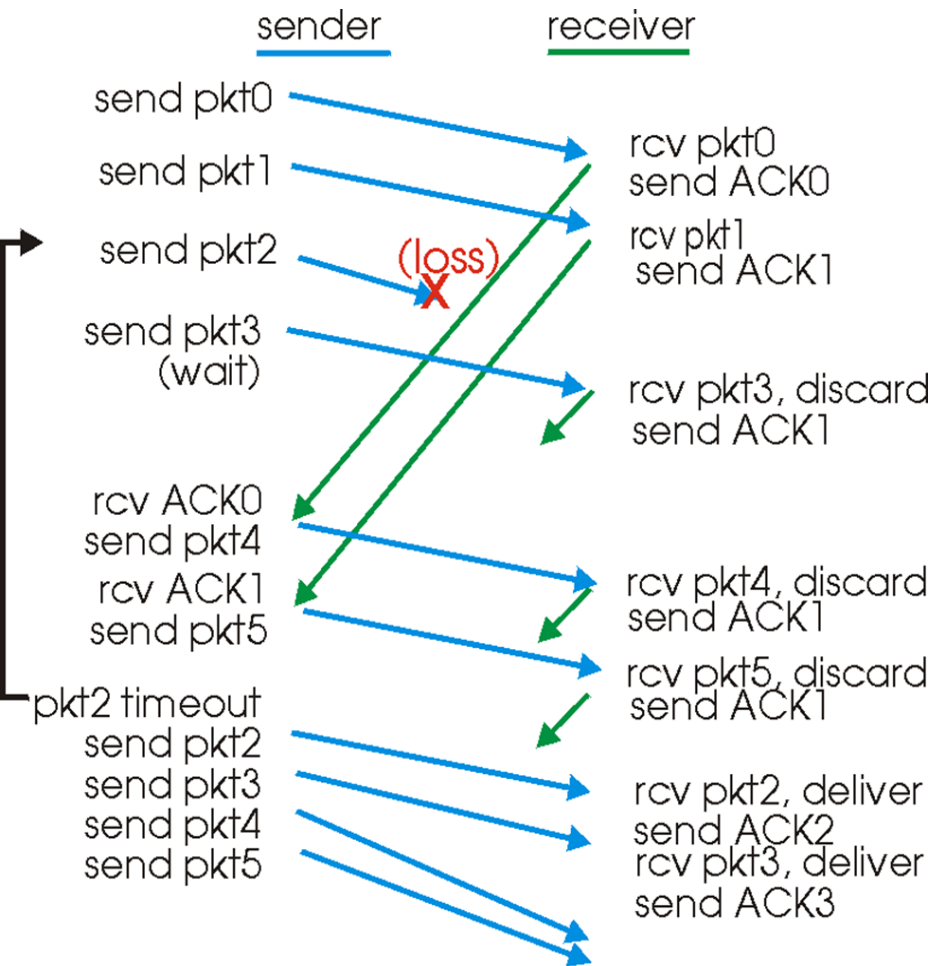 sender
receiver
send pkt0
rcv pkt0
send ACK0
send pkt1
rcv pkt1
send ACK1
send pkt2
(loss)
X
send pkt3
(wait)
rcv pkt3, discard
send ACK1
rcv ACK0
send pkt4
rcv ACK1
send pkt5
rcv pkt4, discard
send ACK1
rcv pkt5, discard
send ACK1
pkt2 timeout
send pkt2
send pkt3
send pkt4
send pkt5
rcv pkt2, deliver
send ACK2
rcv pkt3, deliver
send ACK3